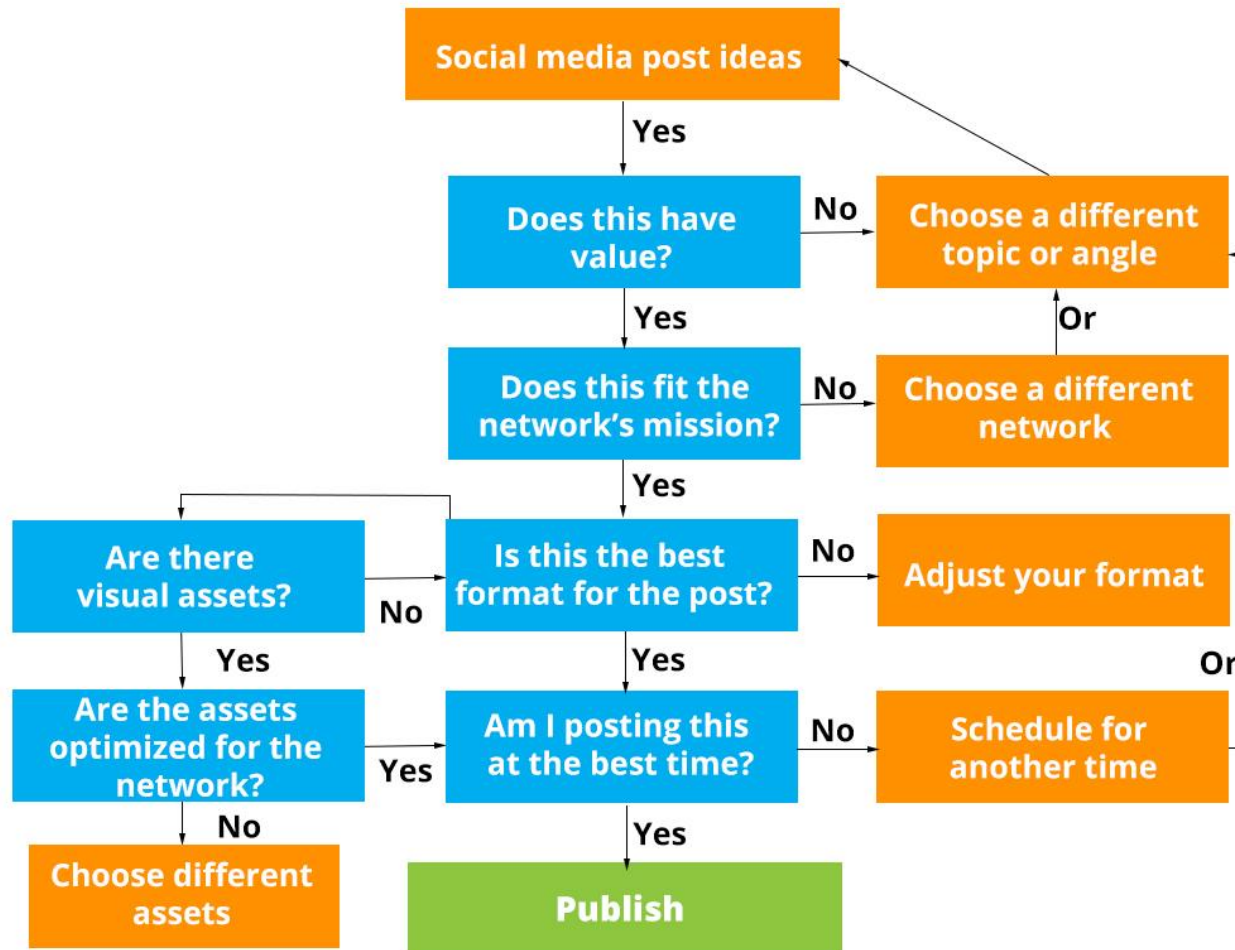 Social media post ideas
Yes
Does this have
value?
No
Choose a different
topic or angle
Yes
Or
Does this fit the
network's mission?
No
Choose a different
network
Yes
Are there
visual assets?
No
Is this the best
format for the post?
No
Adjust your format
Yes
Yes
Or
Are the assets
optimized for the
network?
Yes
Am I posting this
at the best time?
No
Schedule for
another time
No
Yes
Choose different
assets
Publish